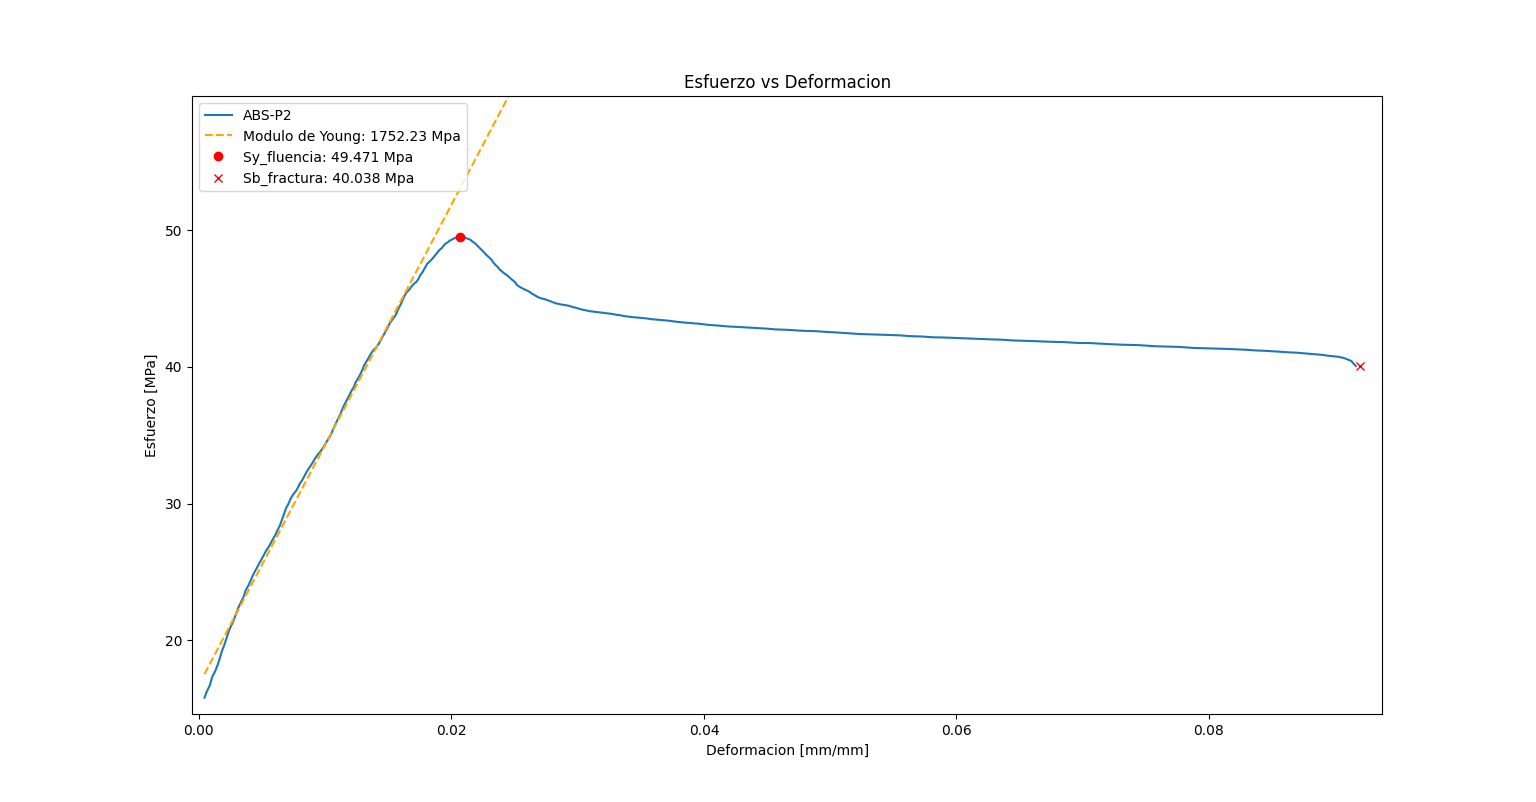 Esfuerzo vs Deformacion
ABS-P2
Modulo de Young: 1752.23 Mpa
Sy_fluencia: 49.471 Mpa
Sb_fractura: 40.038 Mpa
50
40
30
20
Esfuerzo [MPa]
0.00 0.02 0.04 0.06 0.08
Deformacion [mm/mm]